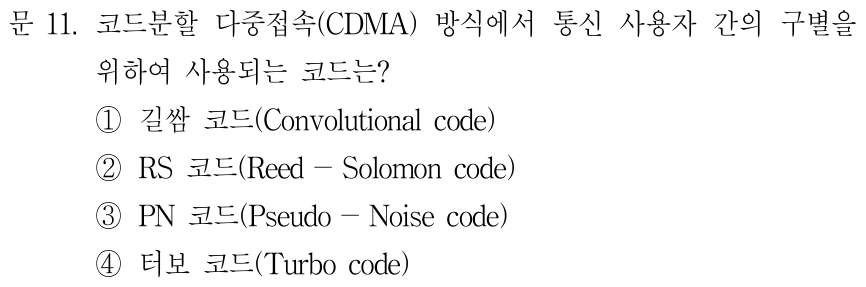 문 11. 코드분할 다중접속(CDMA) 방식에서 통신 사용자 간의 구별을
위하여 사용되는 코드는?
① 길쌈 코드(Convolutional code)
② RS 코드(Reed - Solomon code)
③ PN 코드(Pseudo - Noise code)
④ 터보 코드(Turbo code)